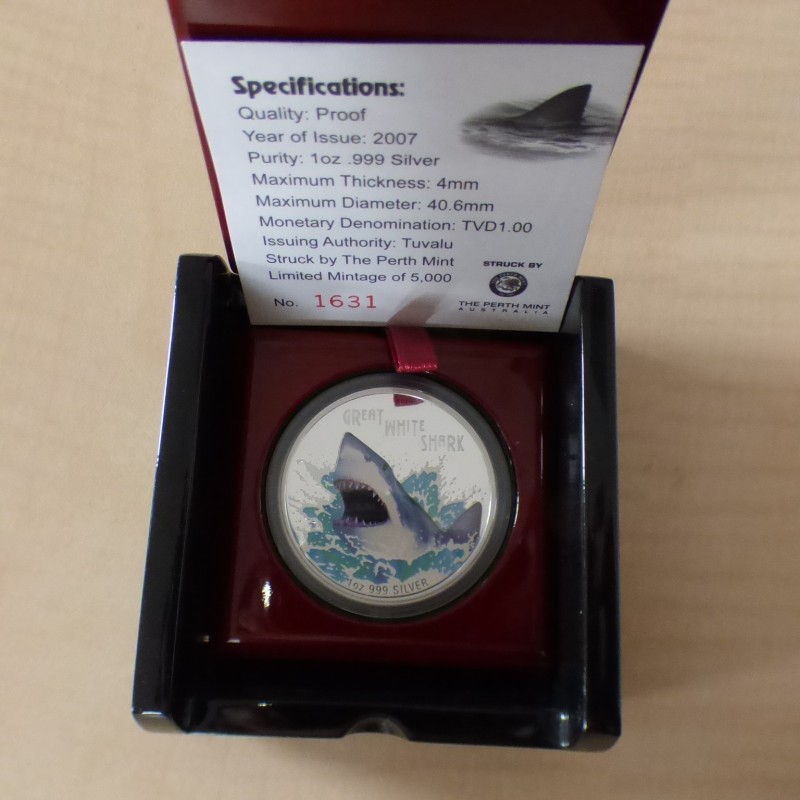 Specifications:
Quality: Proof
Year of Issue: 2007
Purity: 1oz .999 Silver
Maximum Thickness: 4mm
Maximum Diameter: 40.6mm
Monetary Denomination: TVD1.00
Issuing Authority: Tuvalu
Struck by The Perth Mint
Limited Mintage of 5,000
No. 1631
STRUCK BY
THE PERTH MINT
AUSTRALIA
GREAT
WHITE
SHARK
1oz 999 SILVER